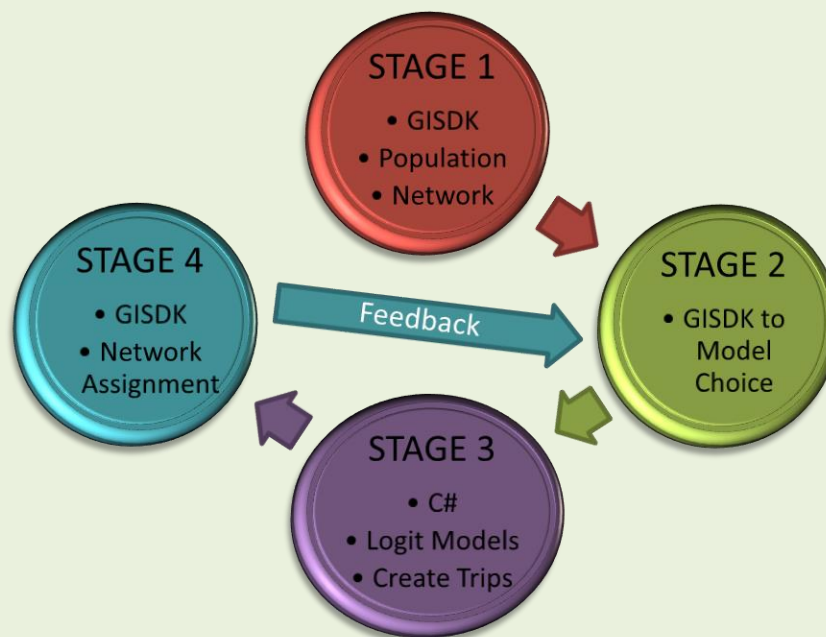 STAGE 1
• GISDK
• Population
• Network
STAGE 2
• GISDK to
Model
Choice
STAGE 3
• C#
• Logit Models
• Create Trips
STAGE 4
• GISDK
• Network
Assignment
Feedback